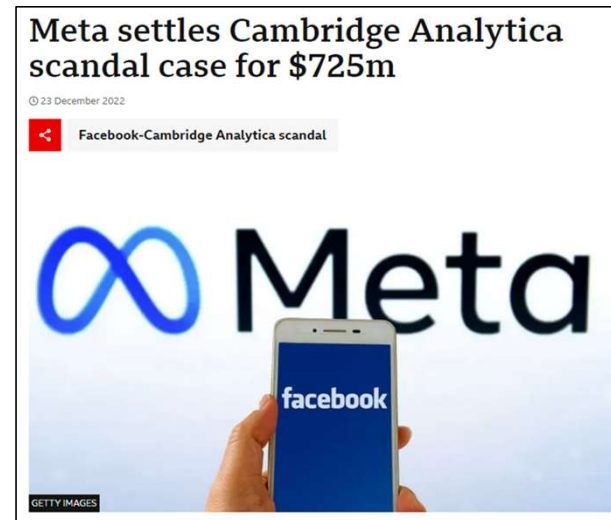 Meta settles Cambridge Analytica
scandal case for $725m
23 December 2022
Facebook-Cambridge Analytica scandal
Meta
facebook
GETTY IMAGES